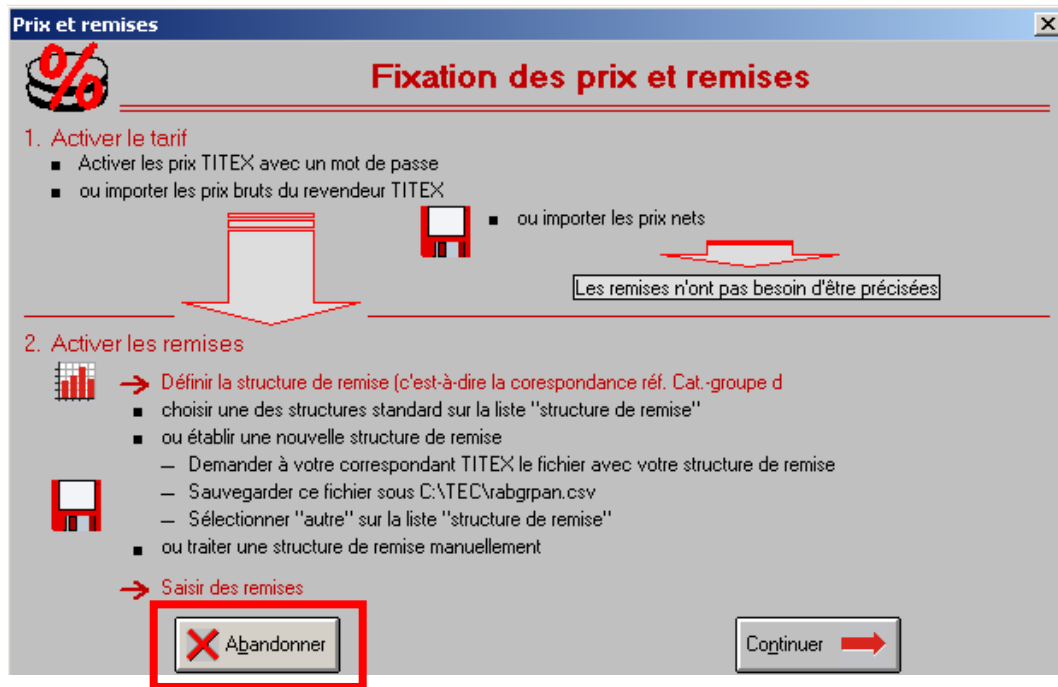 Prix et remises
Fixation des prix et remises
1. Activer le tarif
■ Activer les prix TITEX avec un mot de passe
■ ou importer les prix bruts du revendeur TITEX
■ ou importer les prix nets
Les remises n'ont pas besoin d'être précisées
2. Activer les remises
Définir la structure de remise (c'est-à-dire la corespondance réf. Cat.-groupe d
■ choisir une des structures standard sur la liste "structure de remise"
■ ou établir une nouvelle structure de remise
— Demander à votre correspondant TITEX le fichier avec votre structure de remise
— Sauvegarder ce fichier sous C:\TEC\rabgrpan.csv
— Sélectionner "autre" sur la liste "structure de remise"
■ ou traiter une structure de remise manuellement
Saisir des remises
Abandonner
Continuer